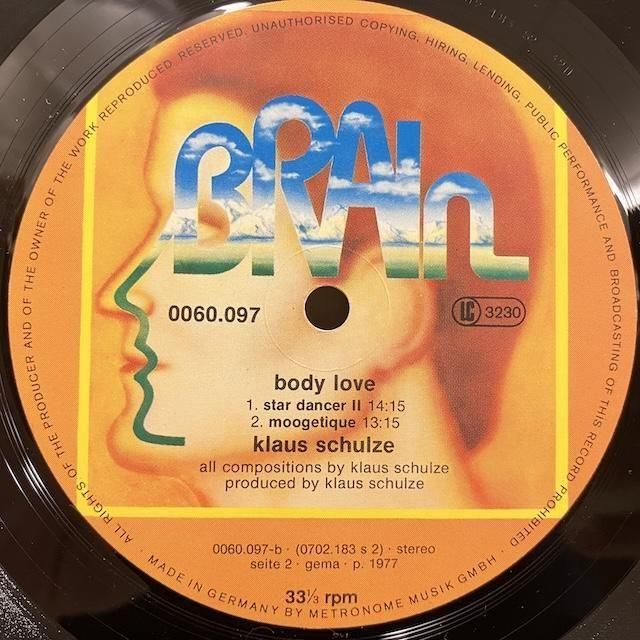 ALL RIGHTS OF THE PRODUCER AND OF THE OWNER OF THE WORK REPRODUCED RESERVED. UNAUTHORISED COPYING, HIRING, LENDING, PUBLIC PERFORMANCE AND BROADCASTING OF THIS RECORD PROHIBITED
BRAIN
0060.097
LC 3230
body love
1. star dancer II 14:15
2. moogetique 13:15
klaus schulze
all compositions by klaus schulze
produced by klaus schulze
0060.097-b · (0702.183 s 2) · stereo
seite 2 · gema · p. 1977
33⅓ rpm
· MADE IN GERMANY BY METRONOME MUSIK GMBH ·